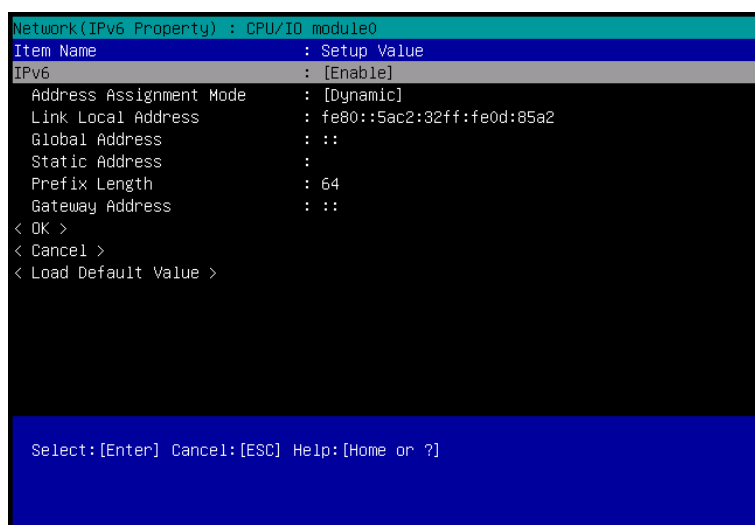 Network(IPv6 Property) : CPU/IO module0
Item Name : Setup Value
IPv6 : [Enable]
Address Assignment Mode : [Dynamic]
Link Local Address : fe80::5ac2:32ff:fe0d:85a2
Global Address : ::
Static Address :
Prefix Length : 64
Gateway Address : ::
< OK >
< Cancel >
< Load Default Value >
Select:[Enter] Cancel:[ESC] Help:[Home or ?]